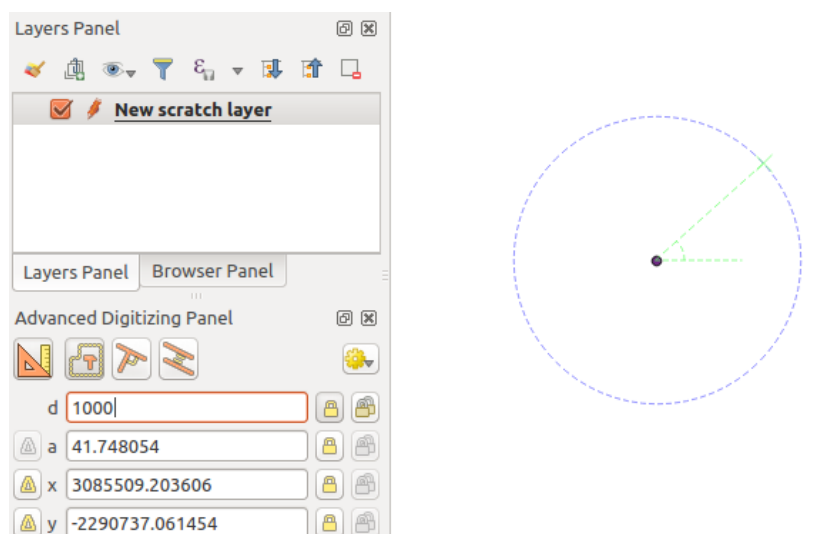 Layers Panel
New scratch layer
Layers Panel Browser Panel
Advanced Digitizing Panel
d 1000
a 41.748054
x 3085509.203606
y -2290737.061454